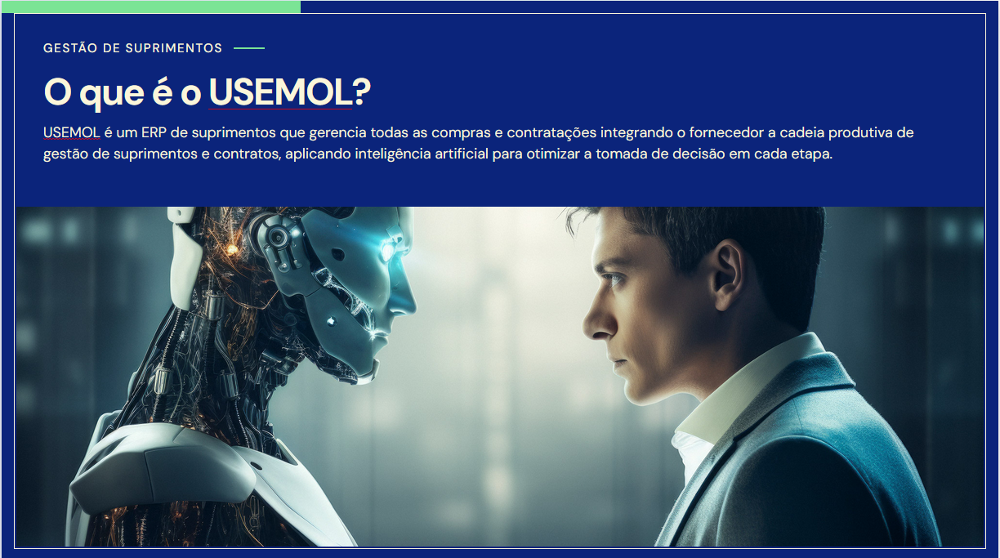 GESTÃO DE SUPRIMENTOS
O que é o USEMOL?
USEMOL é um ERP de suprimentos que gerencia todas as compras e contratações integrando o fornecedor a cadeia produtiva de
gestão de suprimentos e contratos, aplicando inteligência artificial para otimizar a tomada de decisão em cada etapa.